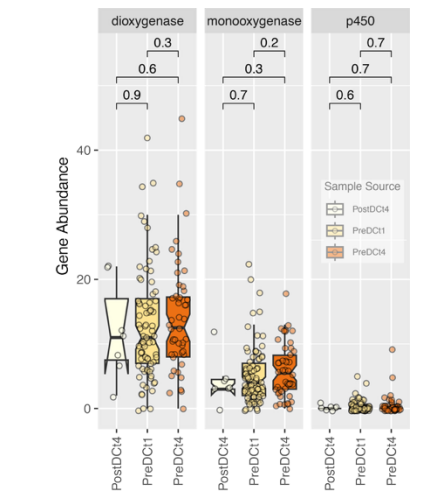 dioxygenase
monooxygenase
p450
0.3
0.6
0.9
0.2
0.3
0.7
0.7
0.7
0.6
Gene Abundance
40
20
0
Sample Source
PostDCt4
PreDCt1
PreDCt4
PostDCt4
PreDCt1
PreDCt4
PostDCt4
PreDCt1
PreDCt4
PostDCt4
PreDCt1
PreDCt4